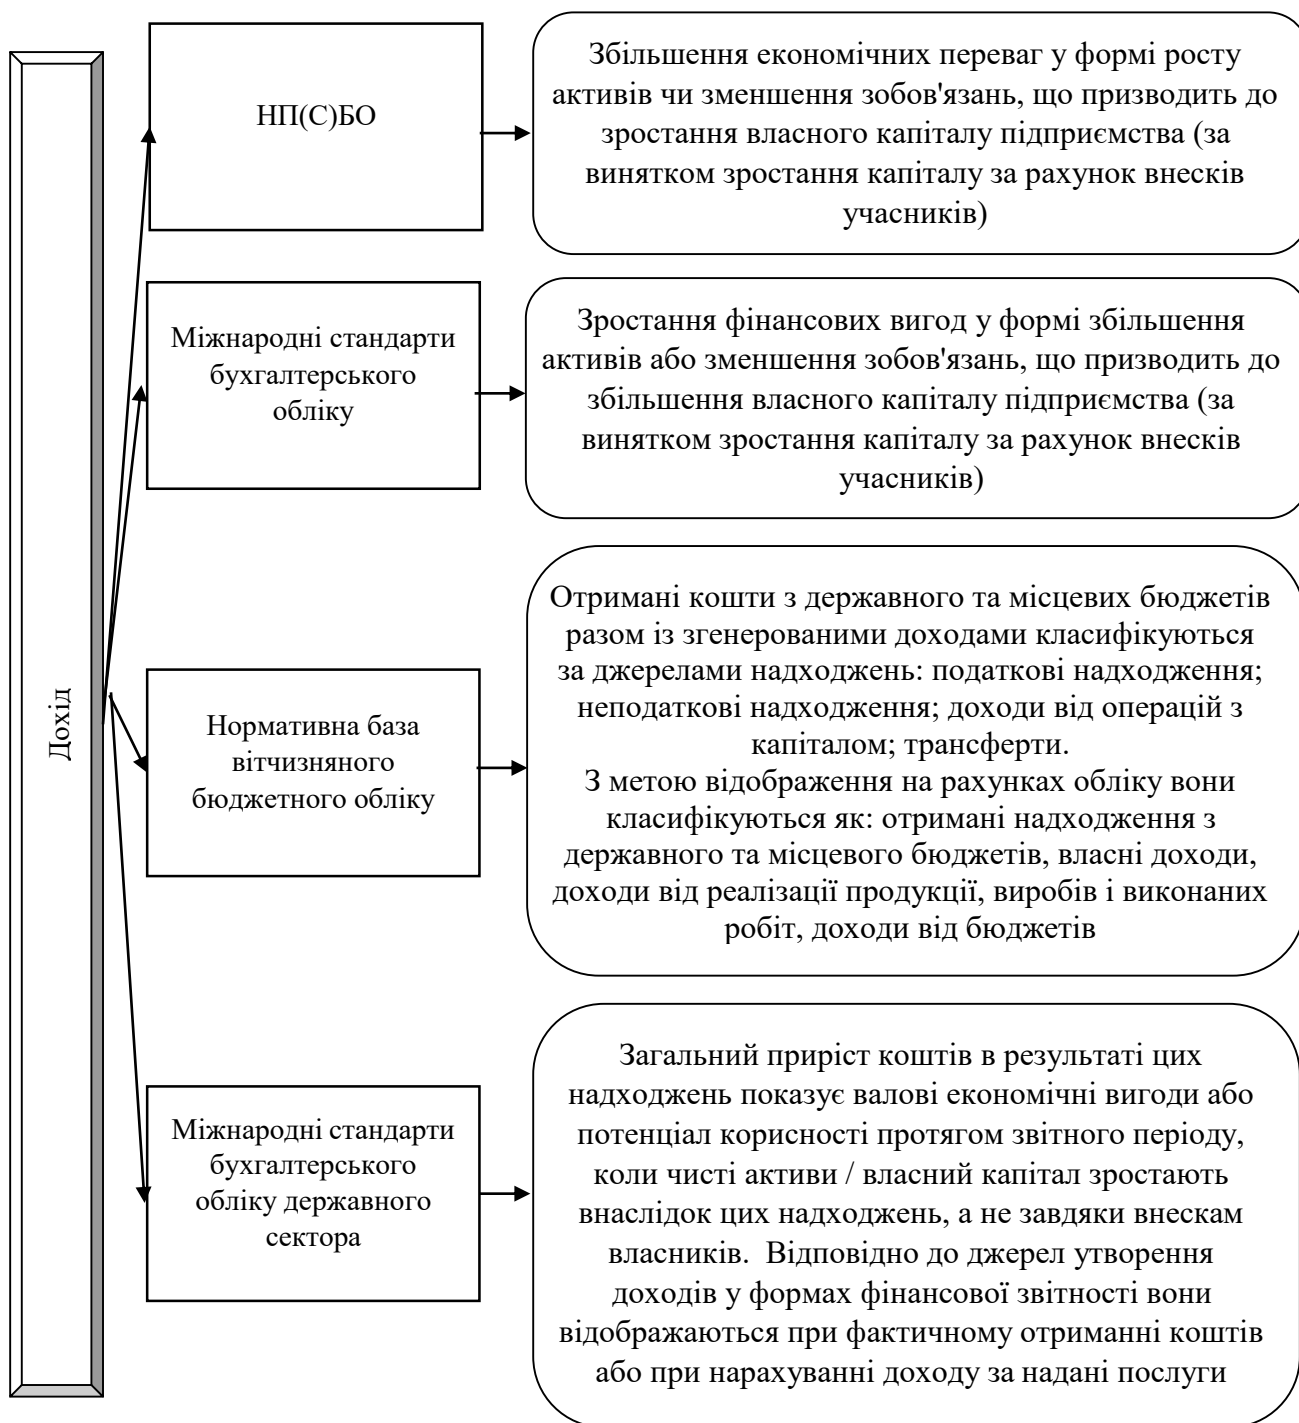 Дохід
НП(С)БО
Збільшення економічних переваг у формі росту
активів чи зменшення зобов'язань, що призводить до
зростання власного капіталу підприємства (за
винятком зростання капіталу за рахунок внесків
учасників)
Міжнародні стандарти
бухгалтерського
обліку
Зростання фінансових вигод у формі збільшення
активів або зменшення зобов'язань, що призводить до
збільшення власного капіталу підприємства (за
винятком зростання капіталу за рахунок внесків
учасників)
Нормативна база
вітчизняного
бюджетного обліку
Отримані кошти з державного та місцевих бюджетів
разом із згенерованими доходами класифікуються
за джерелами надходжень: податкові надходження;
неподаткові надходження; доходи від операцій з
капіталом; трансферти.
З метою відображення на рахунках обліку вони
класифікуються як: отримані надходження з
державного та місцевого бюджетів, власні доходи,
доходи від реалізації продукції, виробів і виконаних
робіт, доходи від бюджетів
Міжнародні стандарти
бухгалтерського
обліку державного
сектора
Загальний приріст коштів в результаті цих
надходжень показує валові економічні вигоди або
потенціал корисності протягом звітного періоду,
коли чисті активи / власний капітал зростають
внаслідок цих надходжень, а не завдяки внескам
власників. Відповідно до джерел утворення
доходів у формах фінансової звітності вони
відображаються при фактичному отриманні коштів
або при нарахуванні доходу за надані послуги